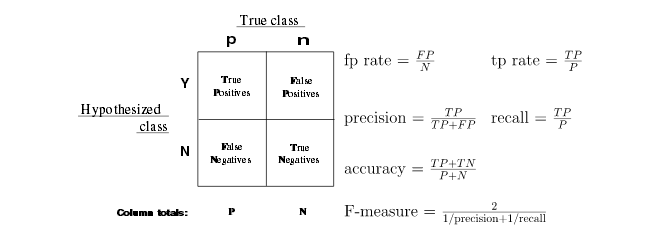 True class
p n
fp rate = FP/N tp rate = TP/P
Y True Positives False Positives
Hypothesized class
precision = TP/TP+FP recall = TP/P
N False Negatives True Negatives
accuracy = TP+TN/P+N
Column totals: P N
F-measure = 2/1/precision+1/recall